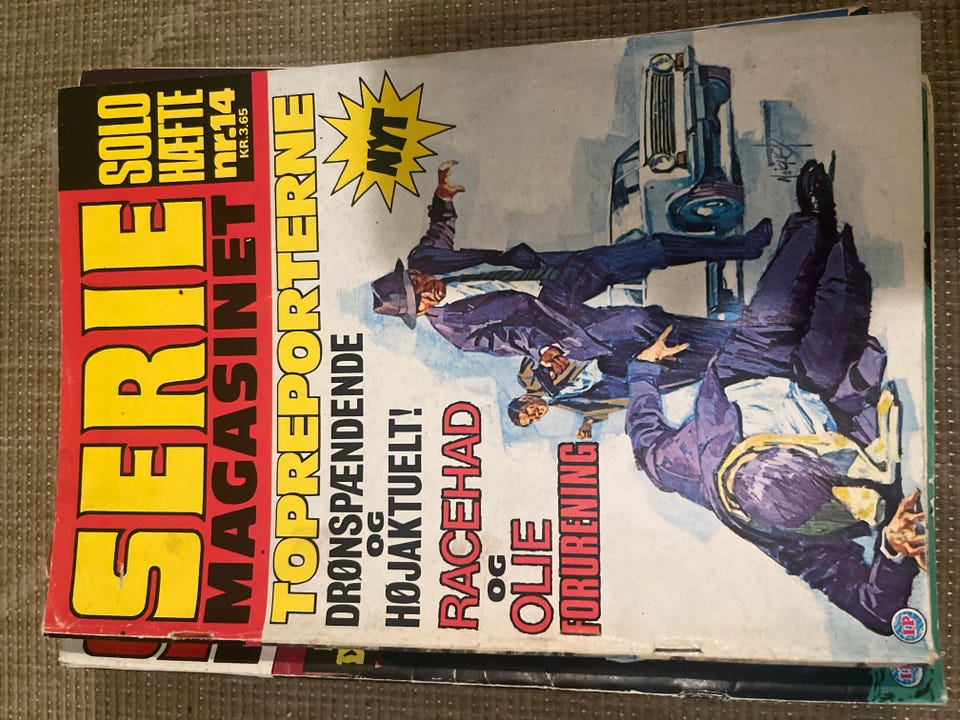 SERIE
MAGASINET
SOLO
HÆFTE
nr.14
KR.3.65
TOPREPORTERNE
NYT
DRØNSPÆNDENDE
OG
HØJAKTUELT!
RACEHAD
OG
OLIE
FORURENING
I·P